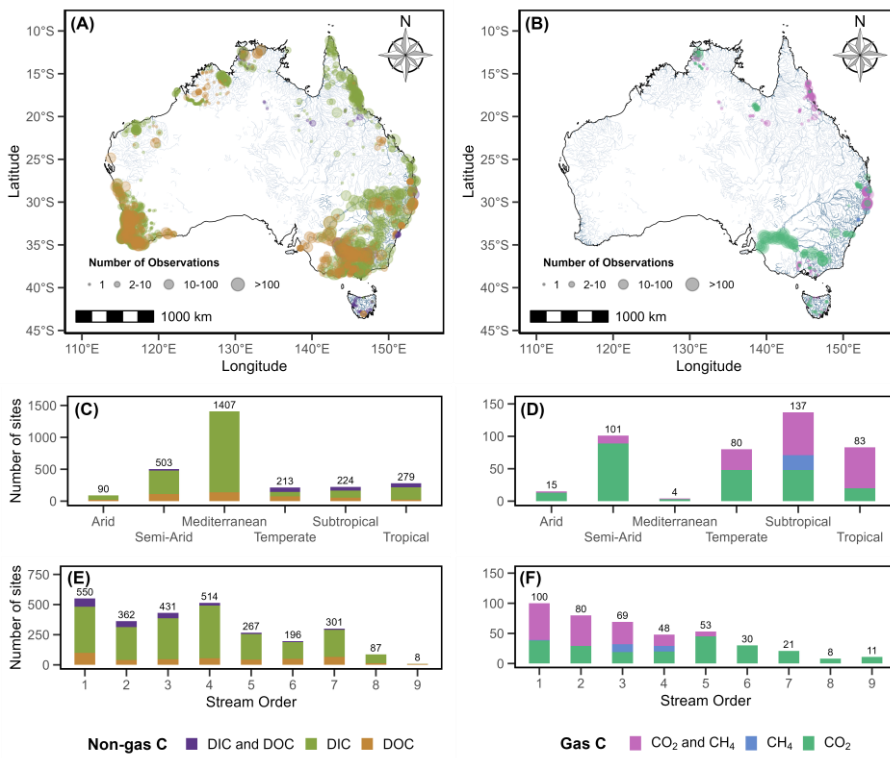 (A)
N
10°S
15°S
20°S
25°S
30°S
35°S
40°S
45°S
Latitude
Number of Observations
1 2-10 10-100 >100
1000 km
110°E 120°E 130°E 140°E 150°E
Longitude
(B)
N
10°S
15°S
20°S
25°S
30°S
35°S
40°S
45°S
Latitude
Number of Observations
1 2-10 10-100 >100
1000 km
110°E 120°E 130°E 140°E 150°E
Longitude
(C)
Number of sites
1500
1000
500
0
90 503 1407 213 224 279
Arid Mediterranean Subtropical
Semi-Arid Temperate Tropical
(D)
Number of sites
150
100
50
0
15 101 4 80 137 83
Arid Mediterranean Subtropical
Semi-Arid Temperate Tropical
(E)
Number of sites
750
500
250
0
550 362 431 514 267 196 301 87 8
1 2 3 4 5 6 7 8 9
Stream Order
(F)
150
100
50
0
100 80 69 48 53 30 21 8 11
1 2 3 4 5 6 7 8 9
Stream Order
Non-gas C DIC and DOC DIC DOC
Gas C CO₂ and CH₄ CH₄ CO₂